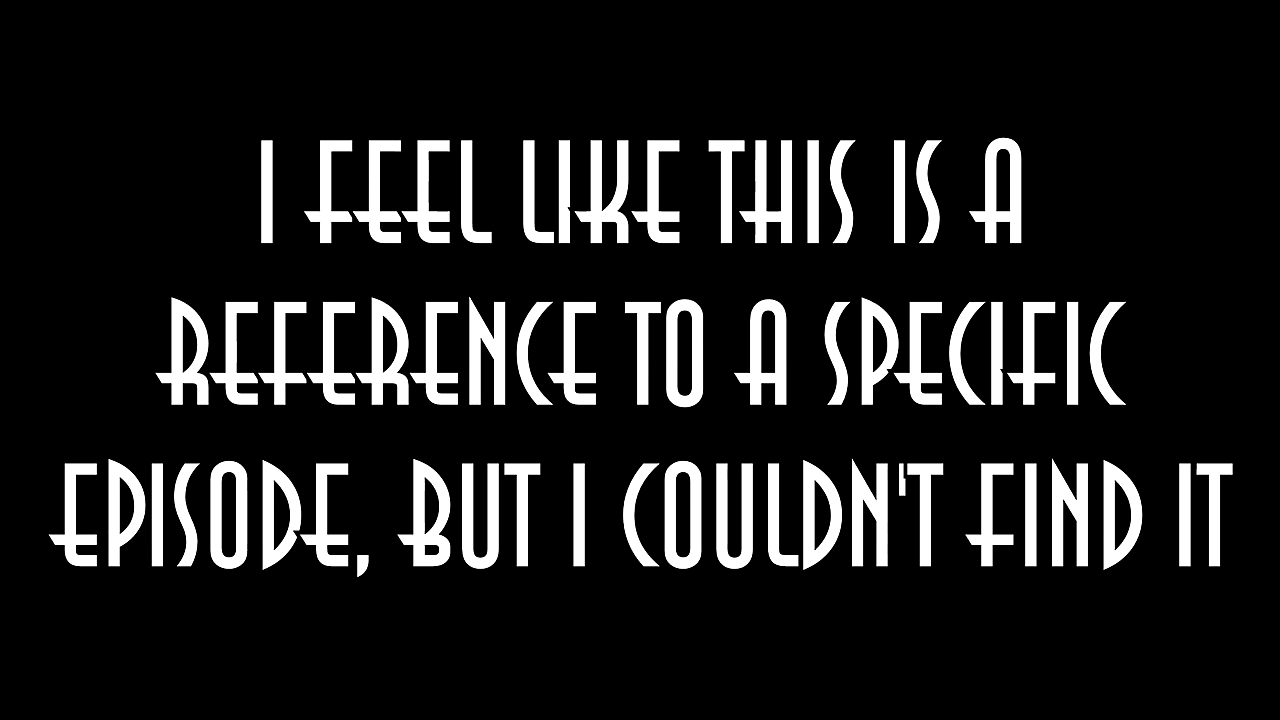 I FEEL LIKE THIS IS A
REFERENCE TO A SPECIFIC
EPISODE, BUT I COULDN'T FIND IT